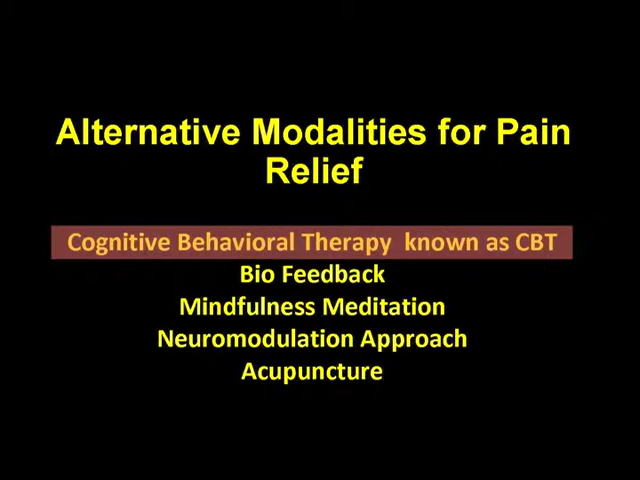 Alternative Modalities for Pain
Relief
Cognitive Behavioral Therapy  known as CBT
Bio Feedback
Mindfulness Meditation
Neuromodulation Approach
Acupuncture